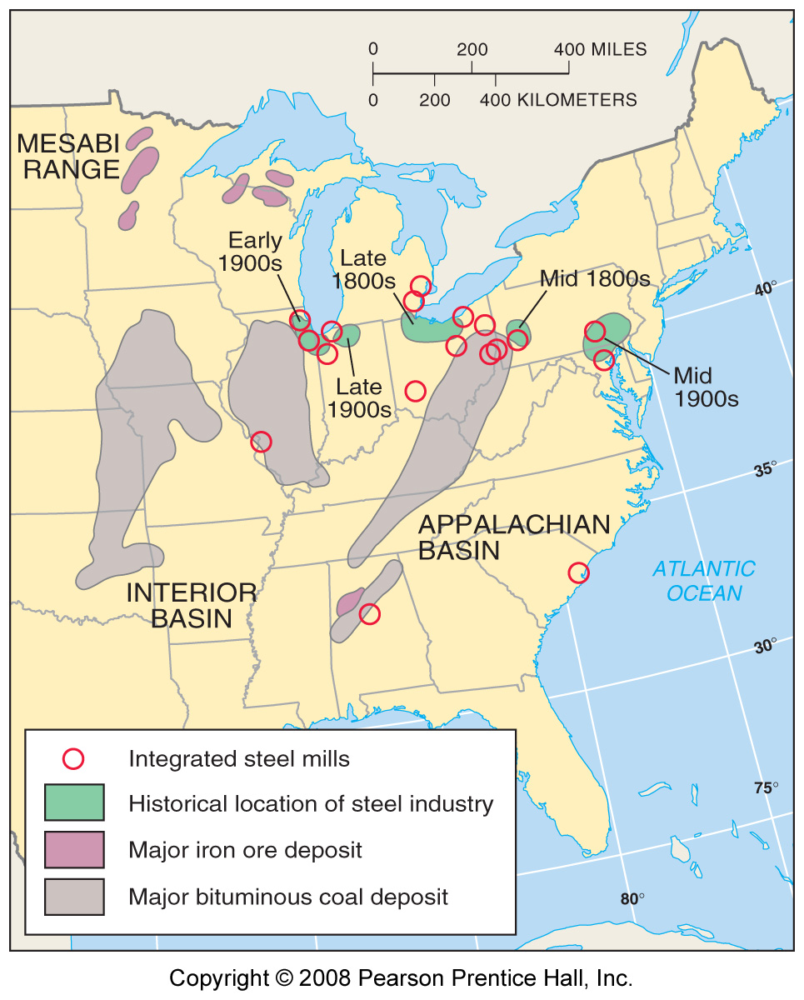 0 200 400 MILES
0 200 400 KILOMETERS
MESABI
RANGE
Early
1900s
Late
1800s
Mid 1800s
40°
Late
1900s
Mid
1900s
35°
APPALACHIAN
BASIN
ATLANTIC
OCEAN
INTERIOR
BASIN
30°
Integrated steel mills
Historical location of steel industry
75°
Major iron ore deposit
Major bituminous coal deposit
80°
Copyright © 2008 Pearson Prentice Hall, Inc.